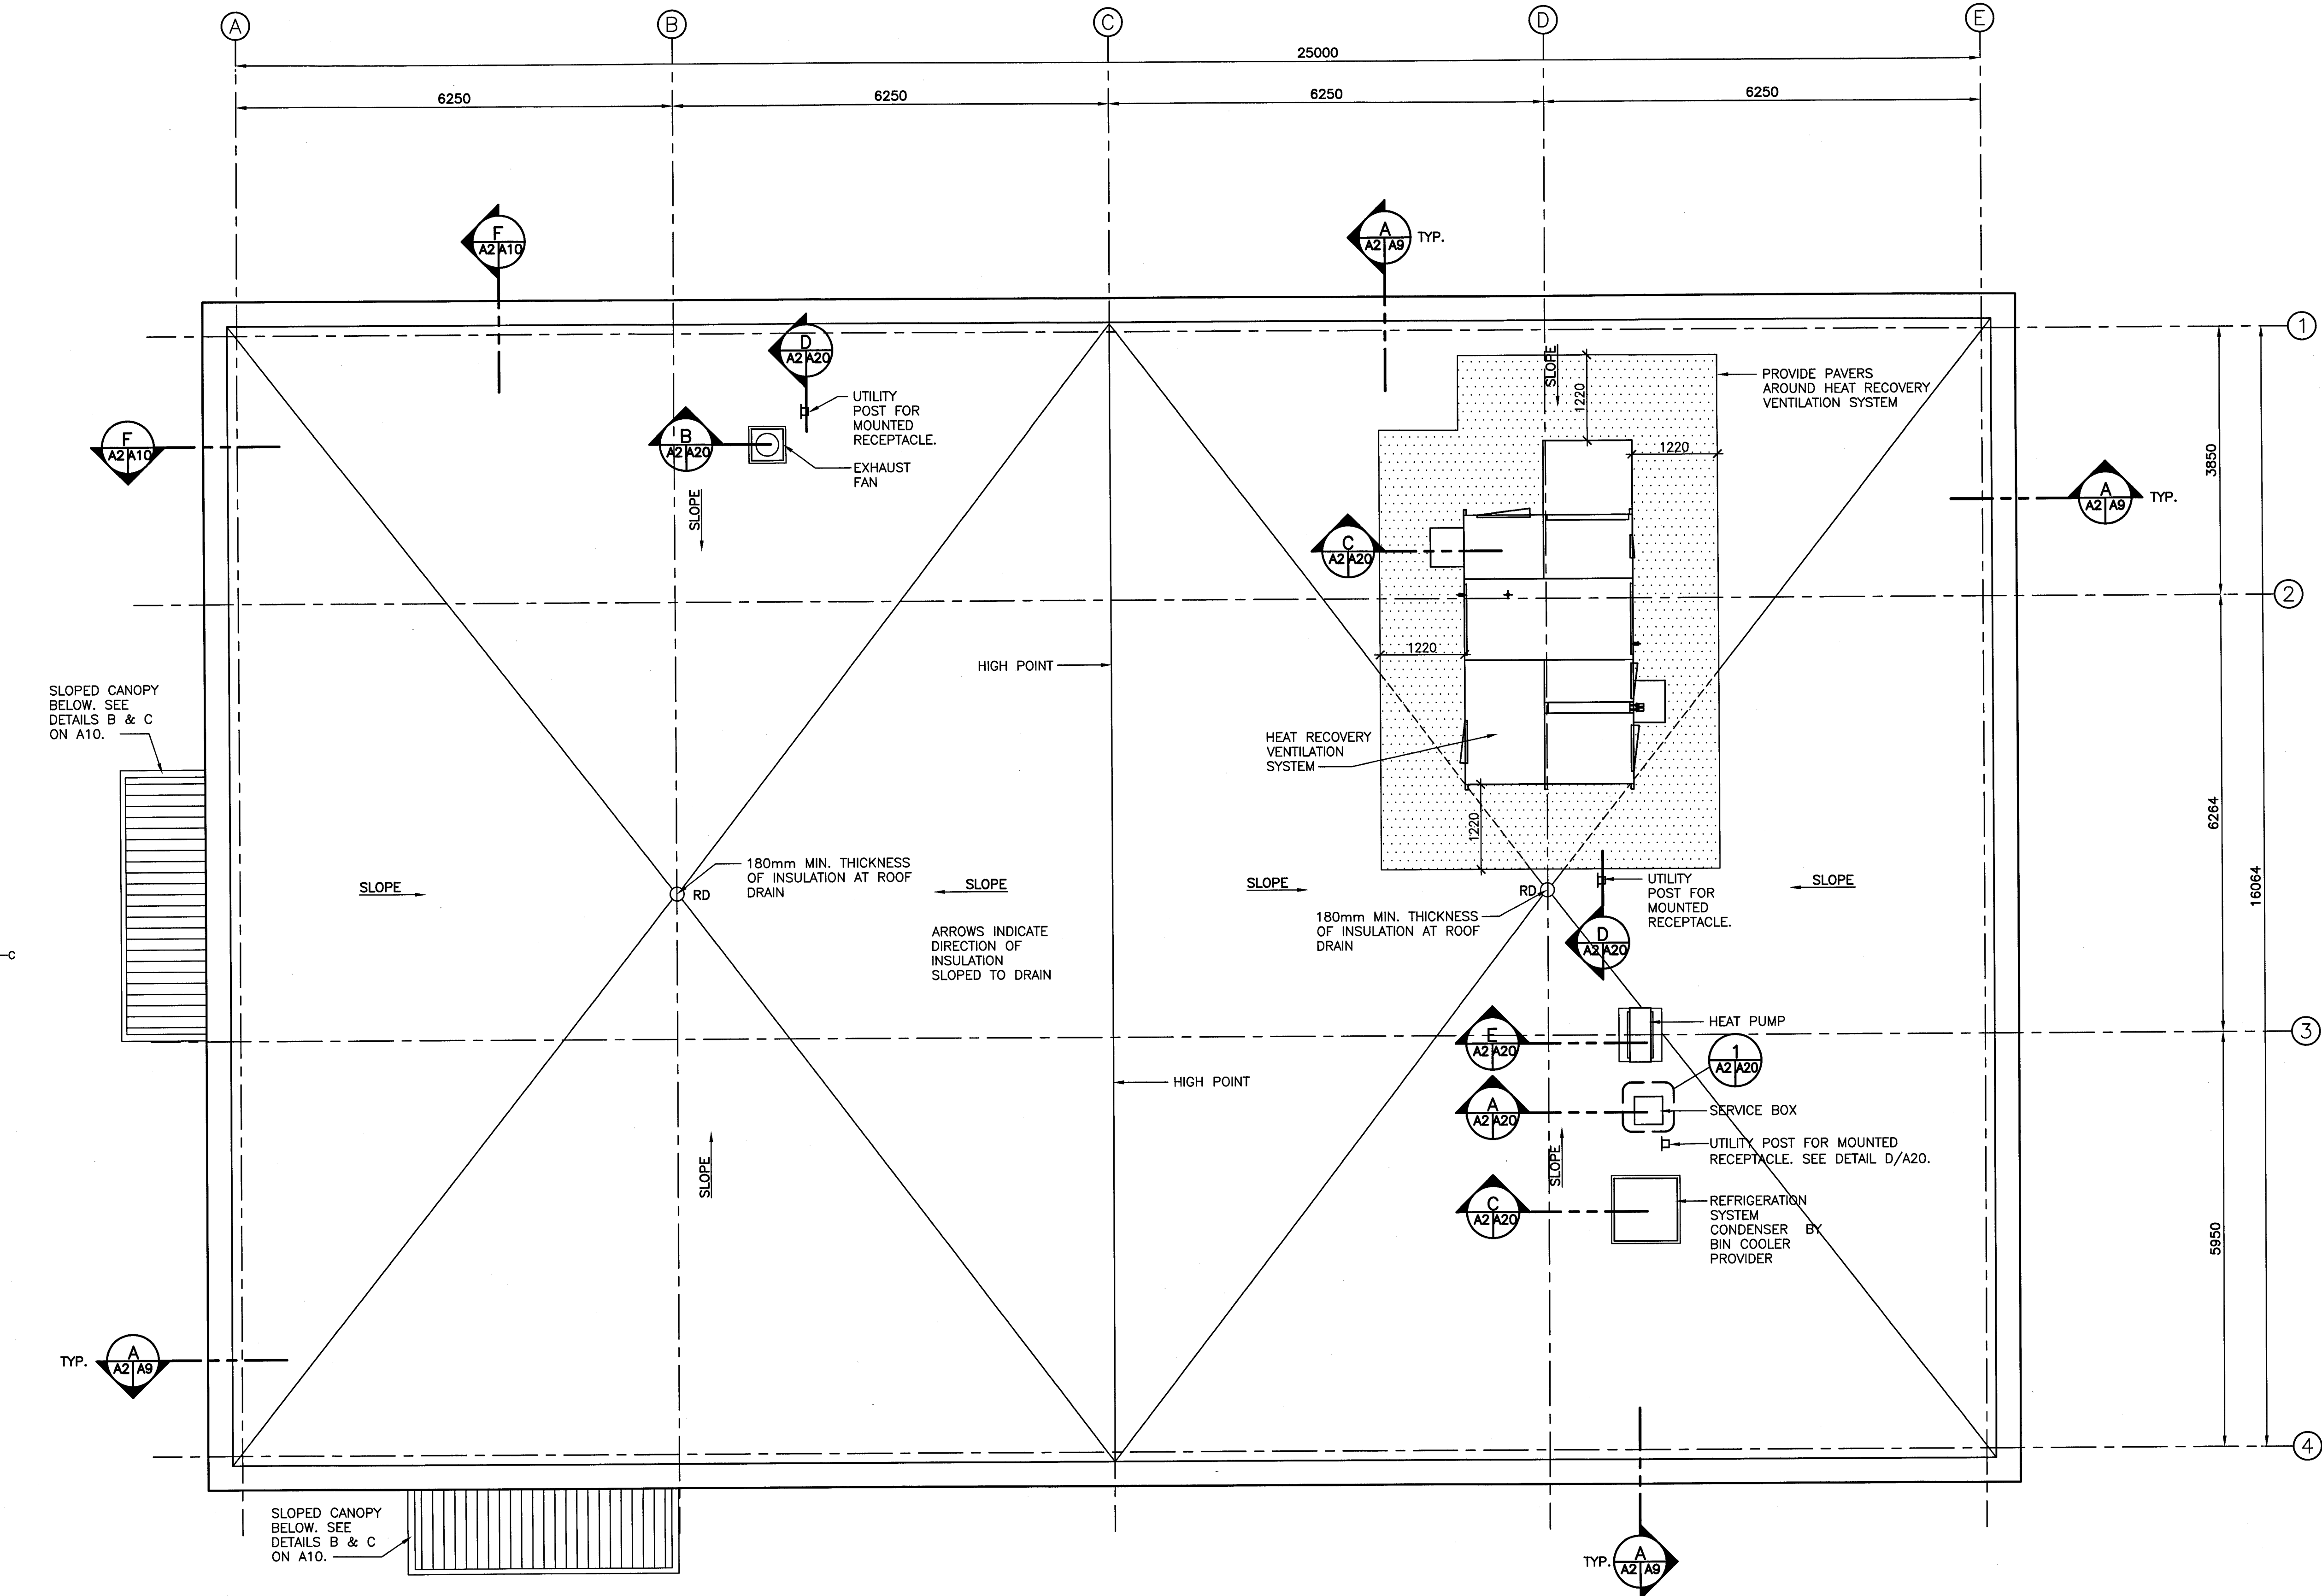 A
B
C
D
E
25000
6250
6250
6250
6250
F
A2 A10
A
A2 A9
TYP.
1
D
A2 A20
UTILITY
POST FOR
MOUNTED
RECEPTACLE.
B
A2 A20
EXHAUST
FAN
SLOPE
F
A2 A10
SLOPE
1220
1220
PROVIDE PAVERS
AROUND HEAT RECOVERY
VENTILATION SYSTEM
3850
A
A2 A9
TYP.
C
A2 A20
2
1220
HIGH POINT
SLOPED CANOPY
BELOW. SEE
DETAILS B & C
ON A10.
HEAT RECOVERY
VENTILATION
SYSTEM
1220
6264
16064
180mm MIN. THICKNESS
OF INSULATION AT ROOF
DRAIN
SLOPE
RD
SLOPE
SLOPE
RD
UTILITY
POST FOR
MOUNTED
RECEPTACLE.
SLOPE
180mm MIN. THICKNESS
OF INSULATION AT ROOF
DRAIN
ARROWS INDICATE
DIRECTION OF
INSULATION
SLOPED TO DRAIN
D
A2 A20
-C
HEAT PUMP
E
A2 A20
3
1
A2 A20
HIGH POINT
A
A2 A20
SERVICE BOX
SLOPE
SLOPE
UTILITY POST FOR MOUNTED
RECEPTACLE. SEE DETAIL D/A20.
C
A2 A20
REFRIGERATION
SYSTEM
CONDENSER BY
BIN COOLER
PROVIDER
5950
TYP.
A
A2 A9
4
SLOPED CANOPY
BELOW. SEE
DETAILS B & C
ON A10.
TYP.
A
A2 A9